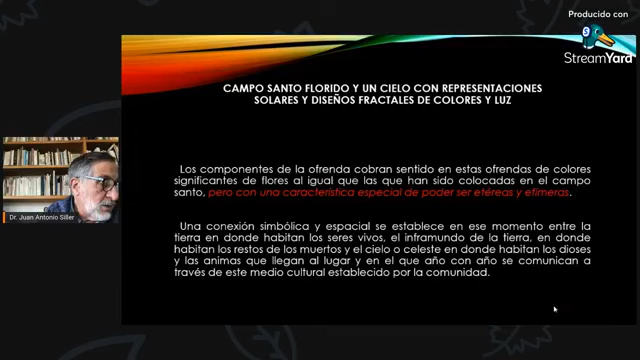 Producido con
StreamYard
CAMPO SANTO FLORIDO Y UN CIELO CON REPRESENTACIONES
SOLARES Y DISEÑOS FRACTALES DE COLORES Y LUZ
Los componentes de la ofrenda cobran sentido en estas ofrendas de colores
significantes de flores al igual que las que han sido colocadas en el campo
santo, pero con una característica especial de poder ser etéreas y efímeras.
Una conexión simbólica y espacial se establece en ese momento entre la
tierra en donde habitan los seres vivos, el inframundo de la tierra, en donde
habitan los restos de los muertos y el cielo o celeste en donde habitan los dioses
y las animas que llegan al lugar y en el que año con año se comunican a
través de este medio cultural establecido por la comunidad.
Dr. Juan Antonio Siller